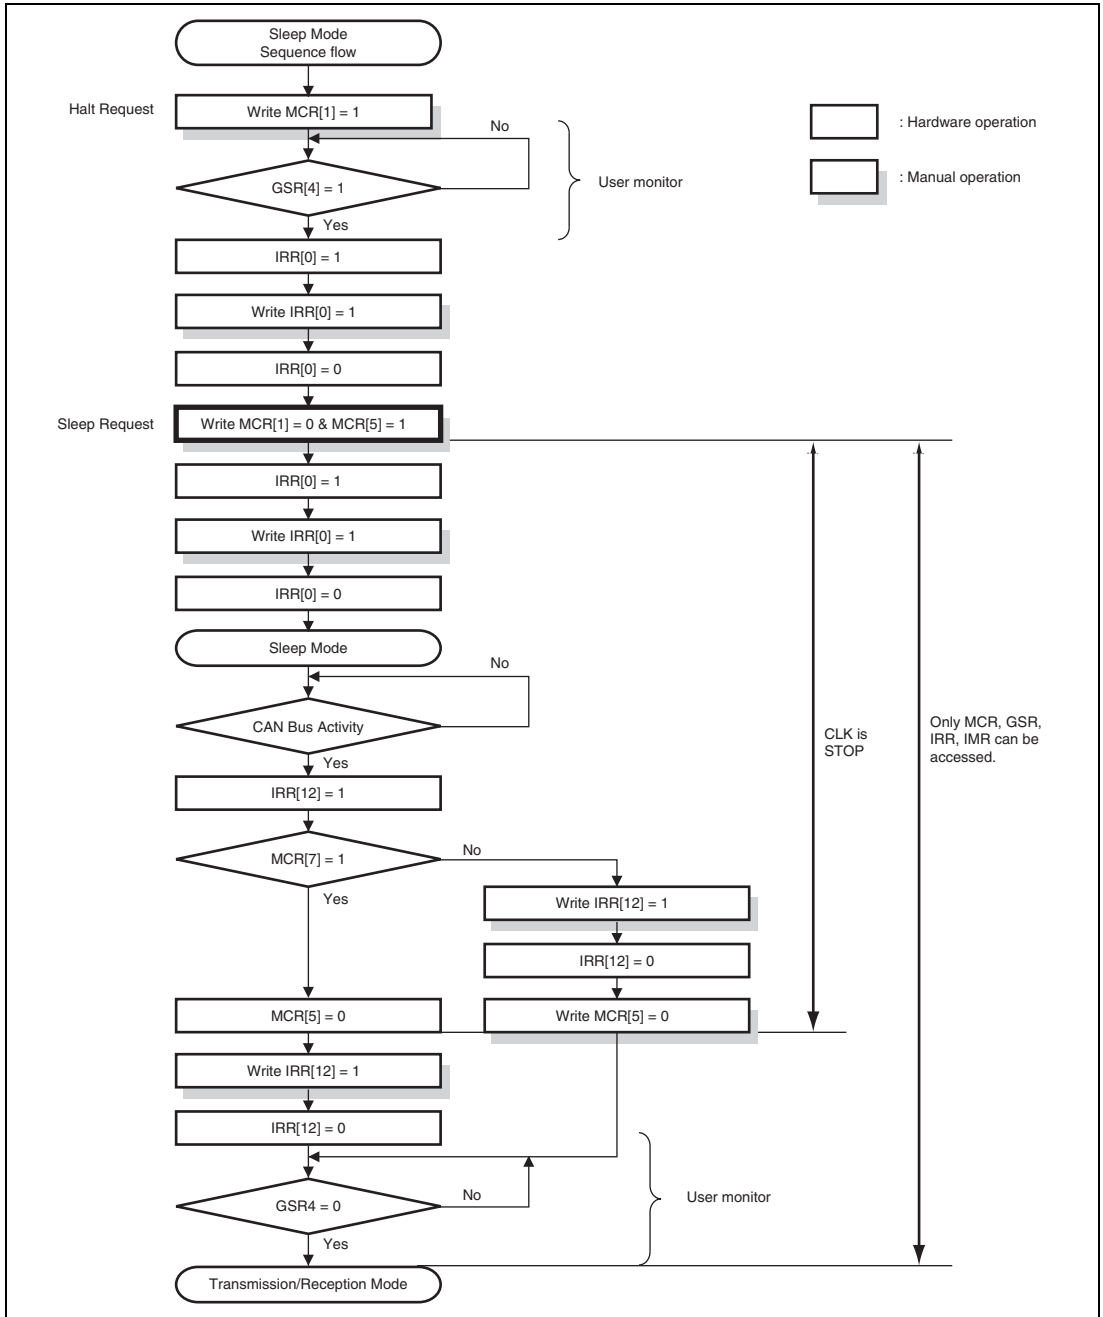 Sleep Mode
Sequence flow
Halt Request
Write MCR[1] = 1
: Hardware operation
No
GSR[4] = 1
User monitor
: Manual operation
Yes
IRR[0] = 1
Write IRR[0] = 1
IRR[0] = 0
Sleep Request
Write MCR[1] = 0 & MCR[5] = 1
IRR[0] = 1
Write IRR[0] = 1
IRR[0] = 0
Sleep Mode
No
CAN Bus Activity
Yes
CLK is
STOP
Only MCR, GSR,
IRR, IMR can be
accessed.
IRR[12] = 1
MCR[7] = 1
No
Yes
Write IRR[12] = 1
IRR[12] = 0
MCR[5] = 0
Write MCR[5] = 0
Write IRR[12] = 1
IRR[12] = 0
GSR4 = 0
No
User monitor
Yes
Transmission/Reception Mode